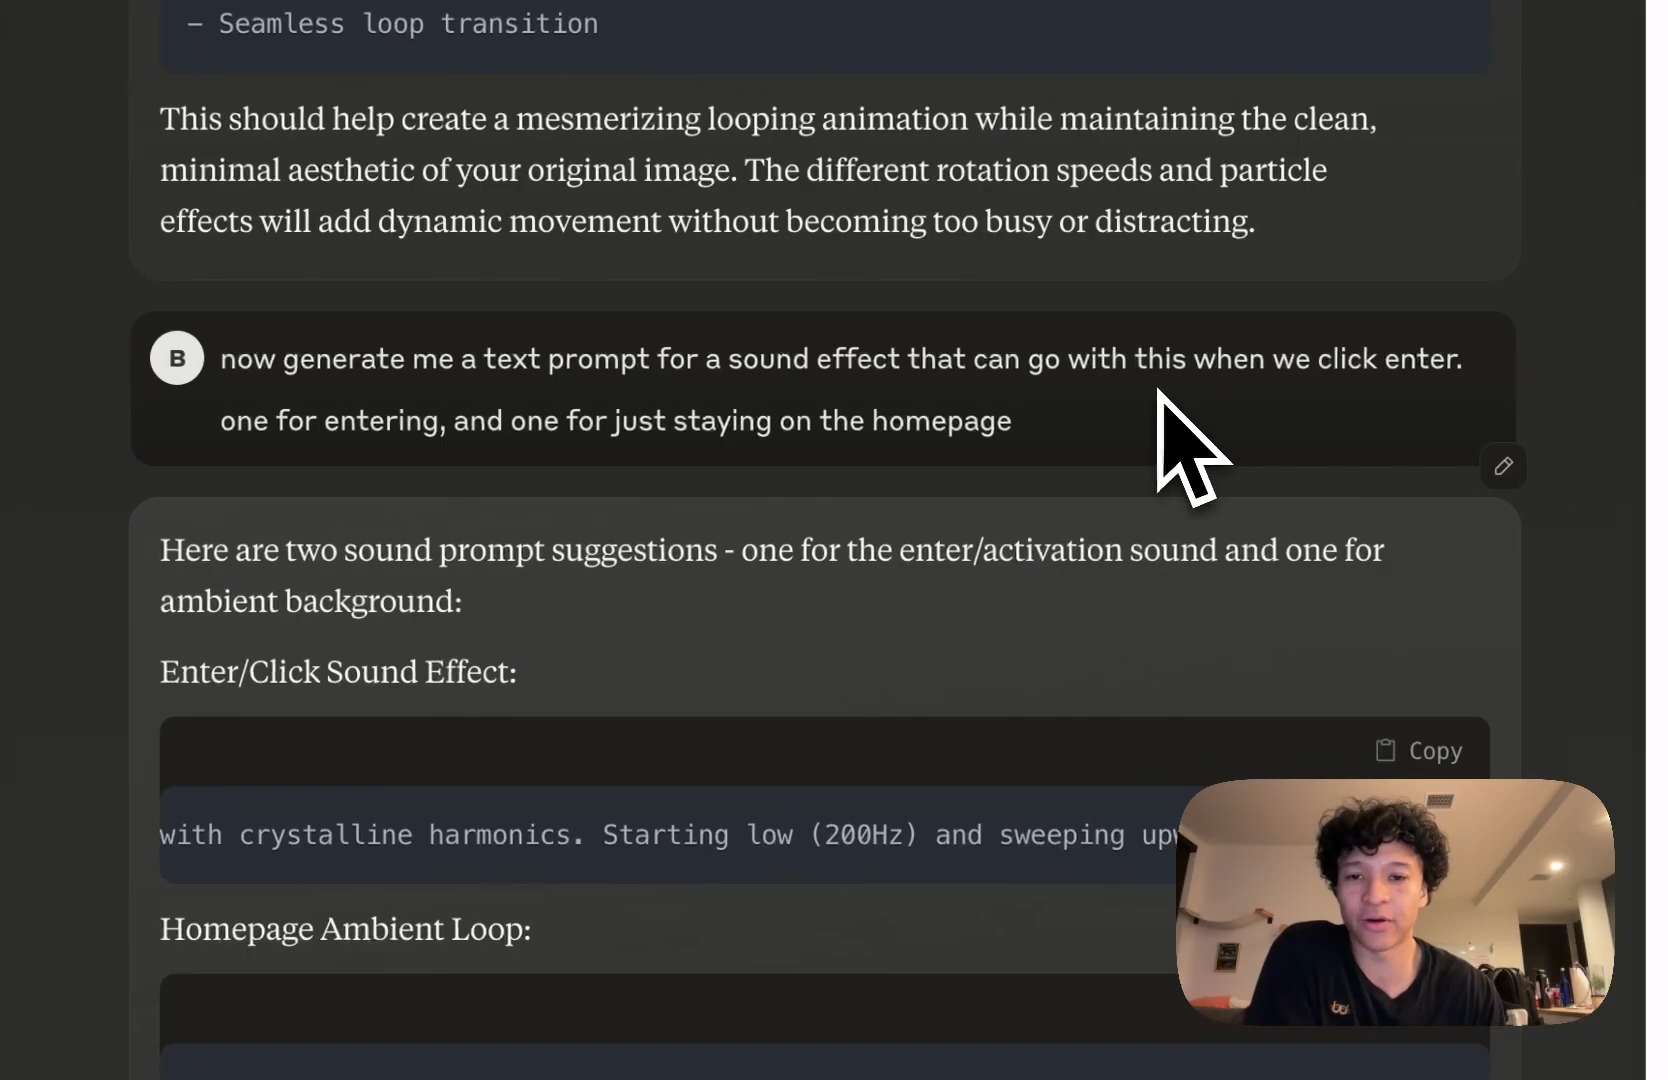 – Seamless loop transition
This should help create a mesmerizing looping animation while maintaining the clean,
minimal aesthetic of your original image. The different rotation speeds and particle
effects will add dynamic movement without becoming too busy or distracting.
B
now generate me a text prompt for a sound effect that can go with this when we click enter.
one for entering, and one for just staying on the homepage
Here are two sound prompt suggestions - one for the enter/activation sound and one for
ambient background:
Enter/Click Sound Effect:
Copy
with crystalline harmonics. Starting low (200Hz) and sweeping
Homepage Ambient Loop: